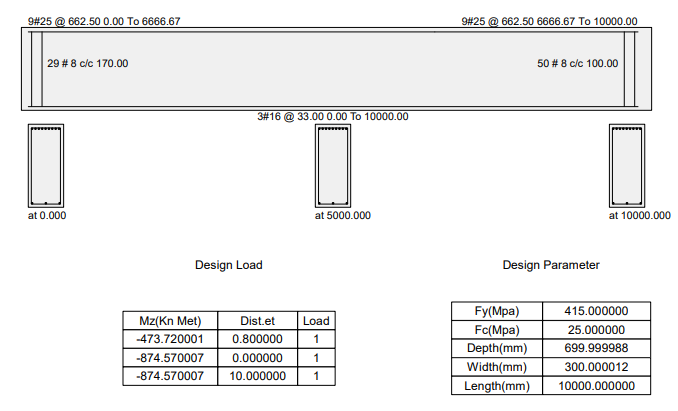 9#25 @ 662.50 0.00 To 6666.67 9#25 @ 662.50 6666.67 To 10000.00
29 # 8 c/c 170.00 50 # 8 c/c 100.00
3#16 @ 33.00 0.00 To 10000.00
at 0.000 at 5000.000 at 10000.000
Design Load Design Parameter
Mz(Kn Met) Dist.et Load
-473.720001 0.800000 1
-874.570007 0.000000 1
-874.570007 10.000000 1
Fy(Mpa) 415.000000
Fc(Mpa) 25.000000
Depth(mm) 699.999988
Width(mm) 300.000012
Length(mm) 10000.000000